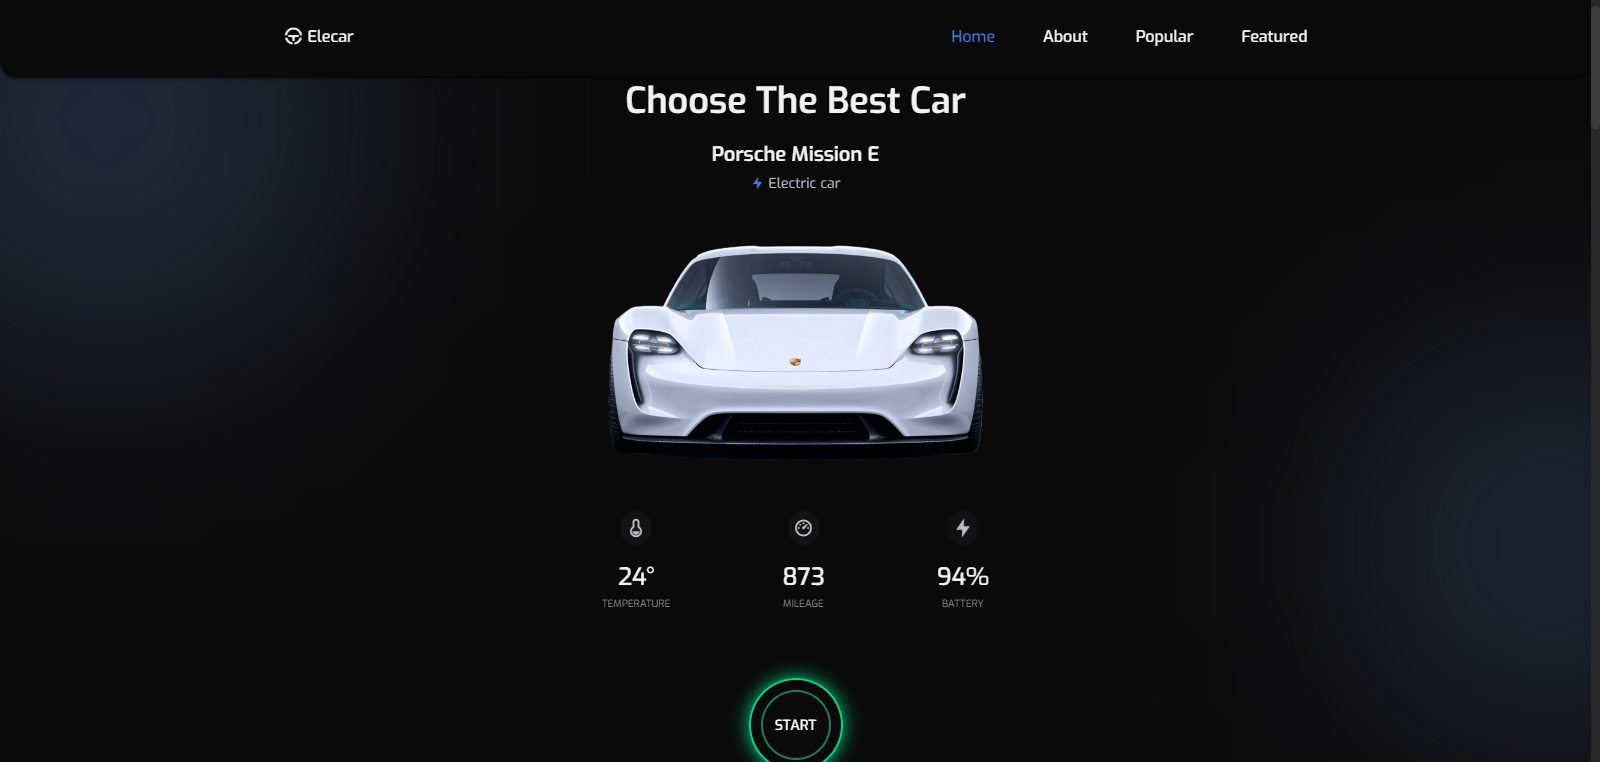 Elecar
Home About Popular Featured
Choose The Best Car
Porsche Mission E
Electric car
24° 873 94%
TEMPERATURE MILEAGE BATTERY
START